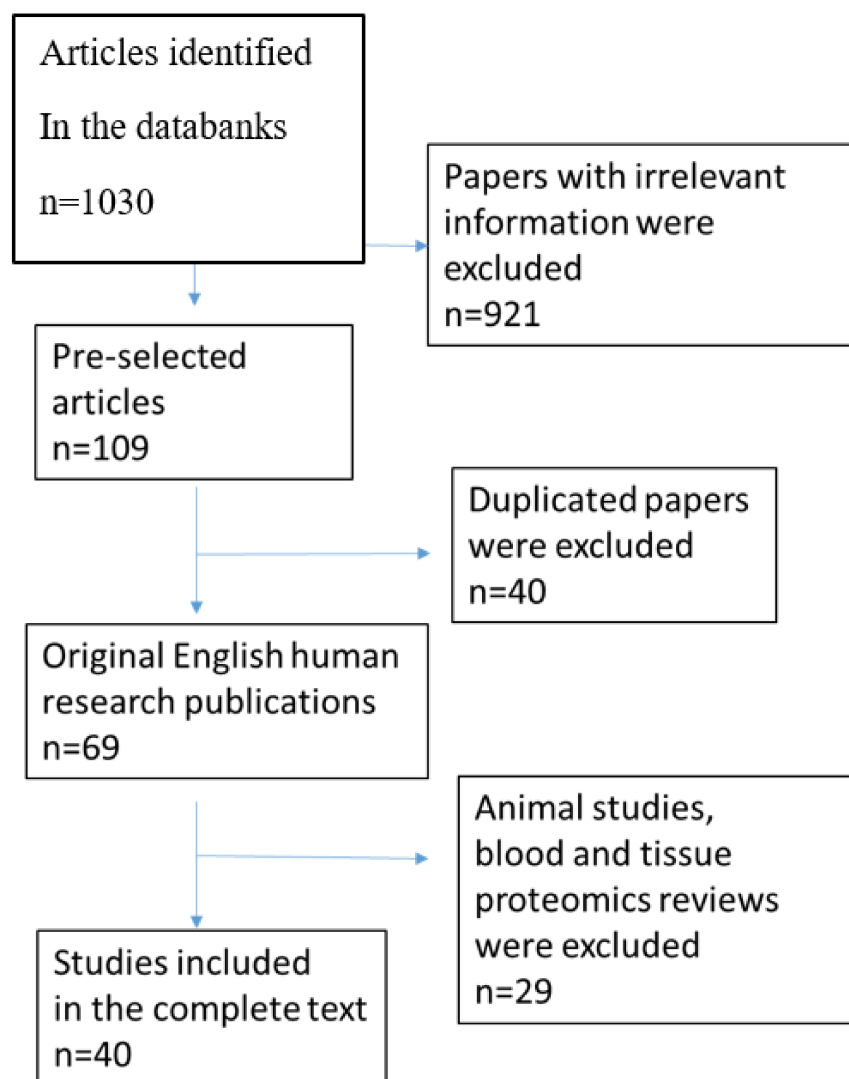 Articles identified
In the databanks
n=1030
Papers with irrelevant
information were
excluded
n=921
Pre-selected
articles
n=109
Duplicated papers
were excluded
n=40
Original English human
research publications
n=69
Animal studies,
blood and tissue
proteomics reviews
were excluded
n=29
Studies included
in the complete text
n=40